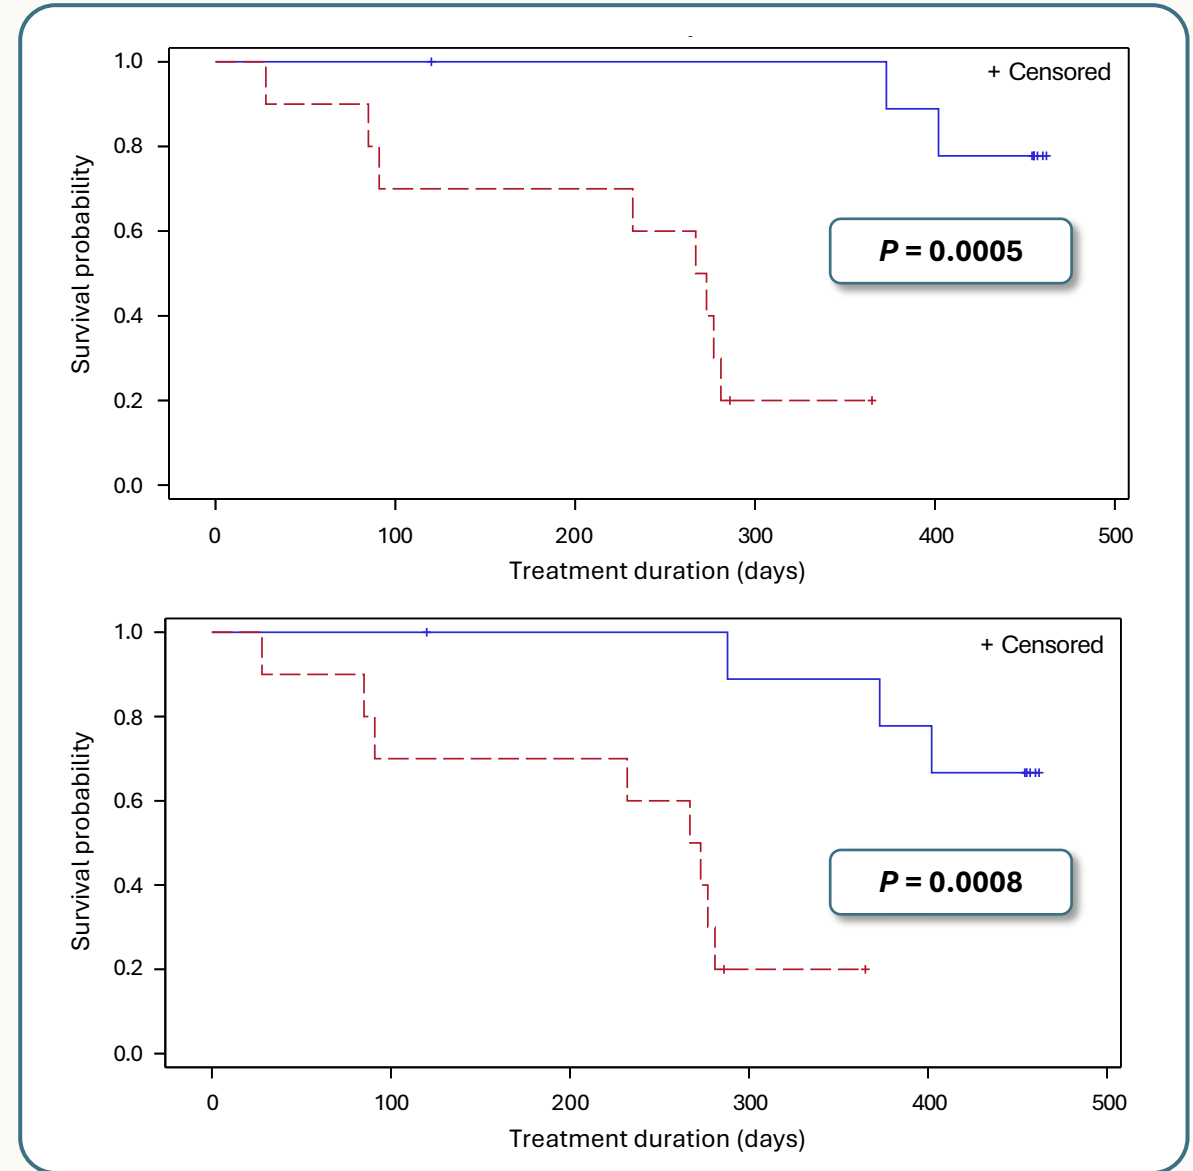 + Censored
1.0
0.8
0.6
0.4
0.2
0.0
Survival probability
P = 0.0005
0 100 200 300 400 500
Treatment duration (days)
+ Censored
1.0
0.8
0.6
0.4
0.2
0.0
Survival probability
P = 0.0008
0 100 200 300 400 500
Treatment duration (days)